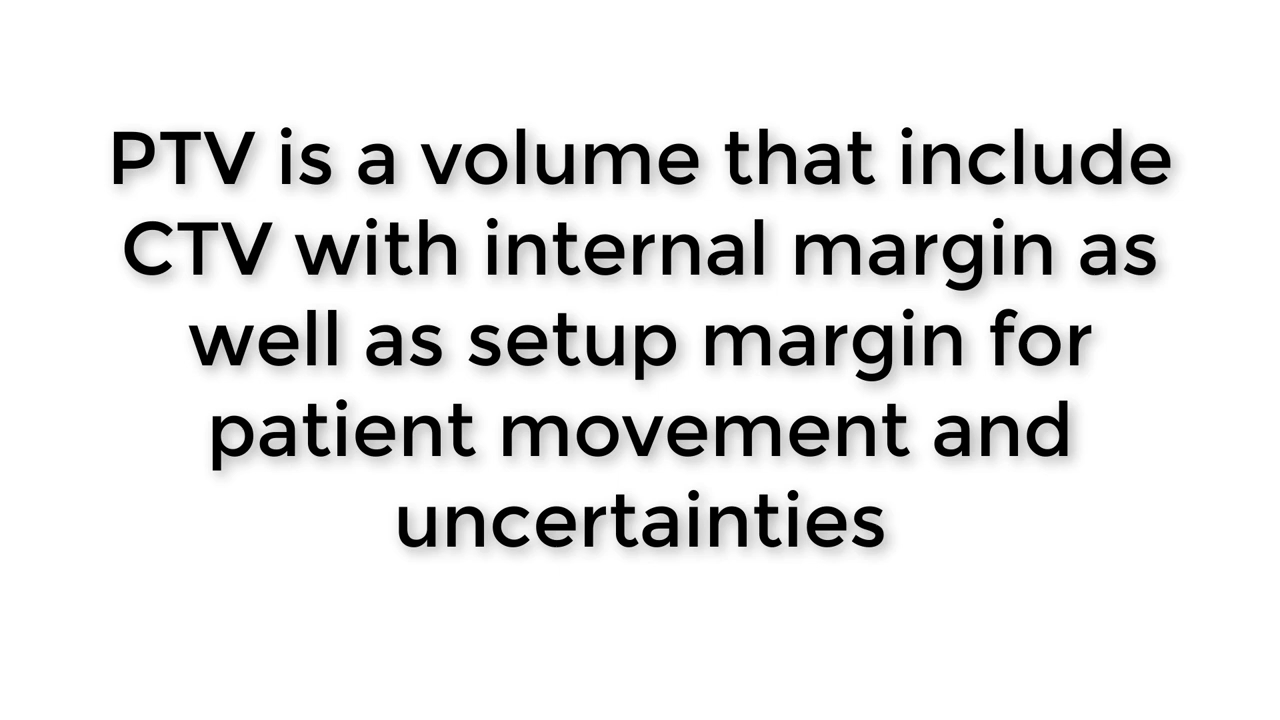 PTV is a volume that include
CTV with internal margin as
well as setup margin for
patient movement and
uncertainties